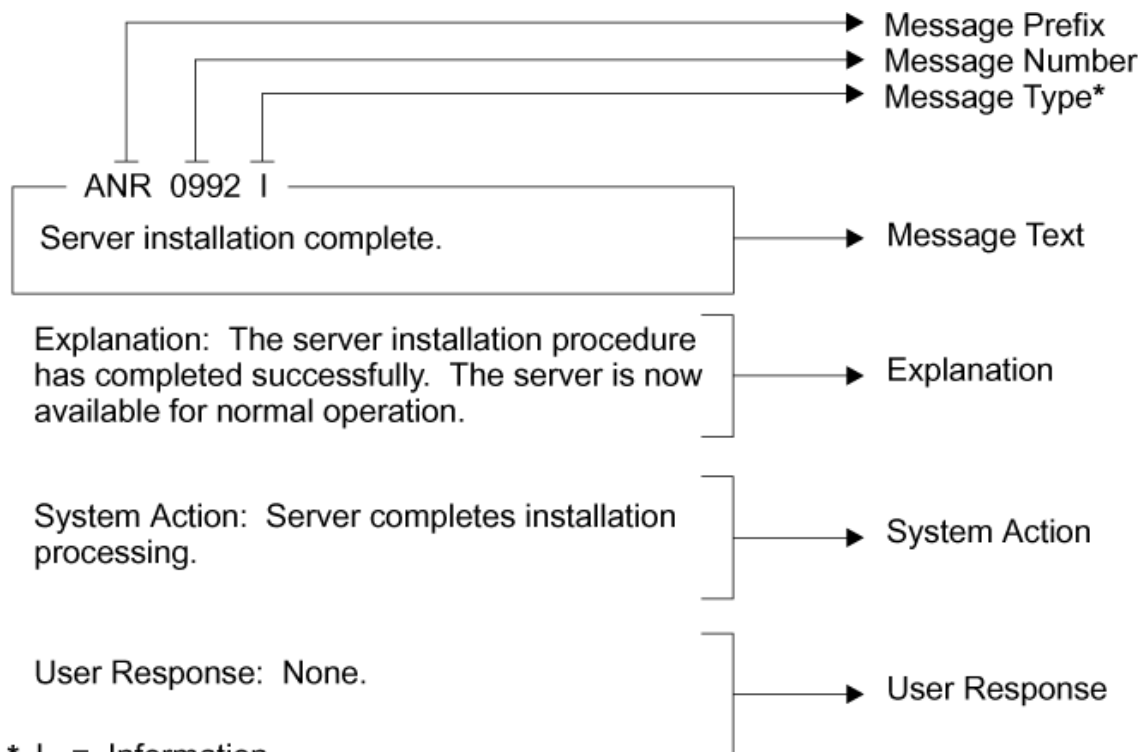 Message Prefix
Message Number
Message Type*
ANR 0992 I
Server installation complete.
Message Text
Explanation: The server installation procedure
has completed successfully. The server is now
available for normal operation.
Explanation
System Action: Server completes installation
processing.
System Action
User Response: None.
User Response
* I = Information